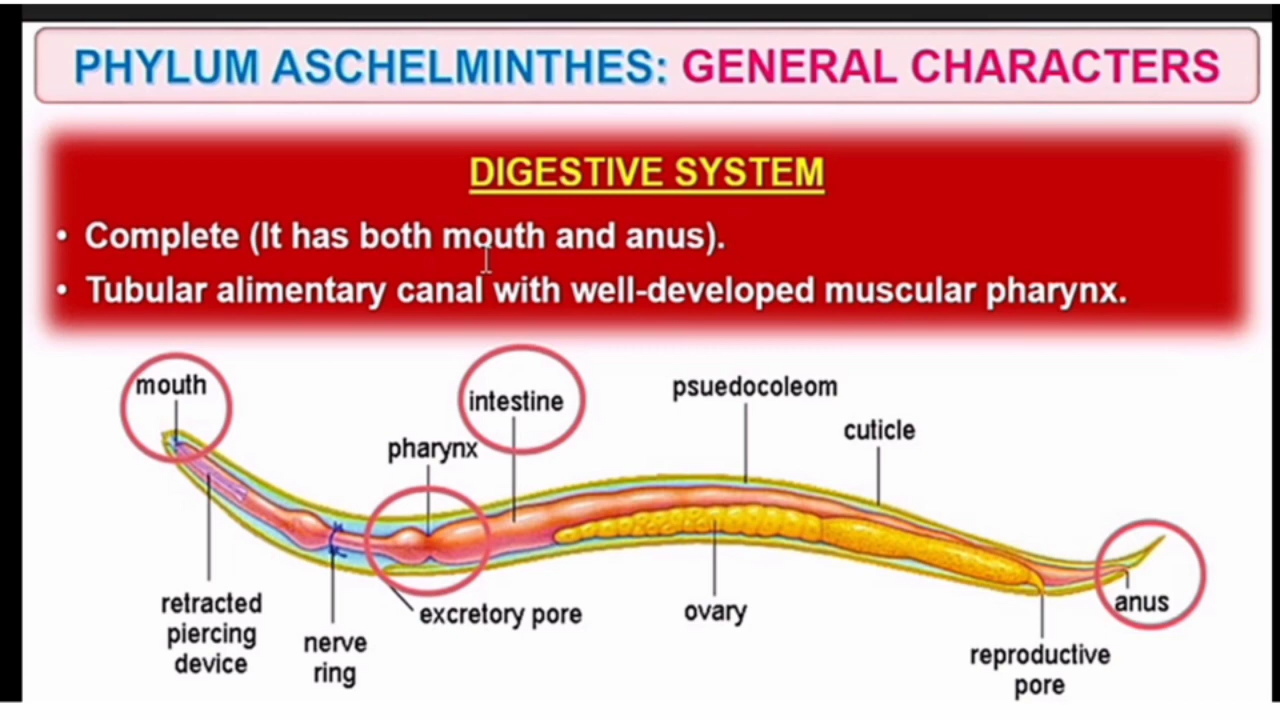 PHYLUM ASCHELMINTHES: GENERAL CHARACTERS
DIGESTIVE SYSTEM
• Complete (It has both mouth and anus).
• Tubular alimentary canal with well-developed muscular pharynx.
mouth
intestine
pharynx
psuedocoleom
cuticle
retracted
piercing
device
nerve
ring
excretory pore
ovary
anus
reproductive
pore